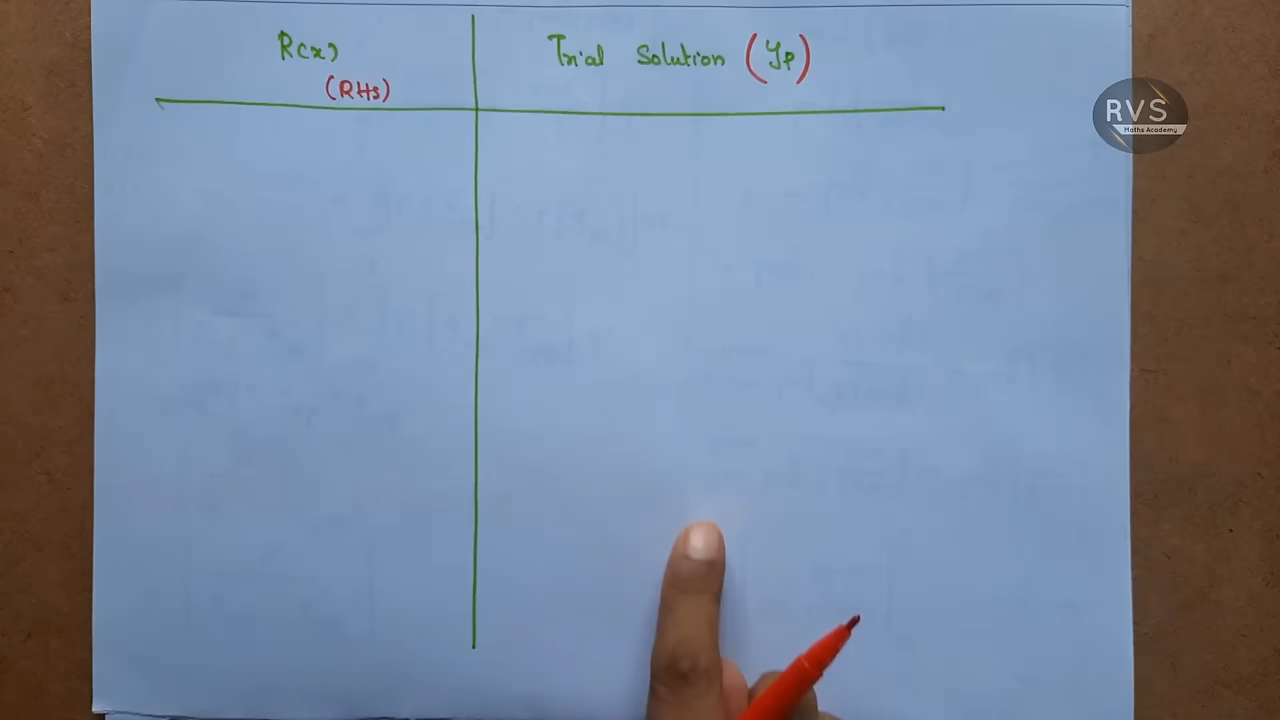 R(x)
(RHS)
Trial Solution (yp)
RVS
Maths Academy